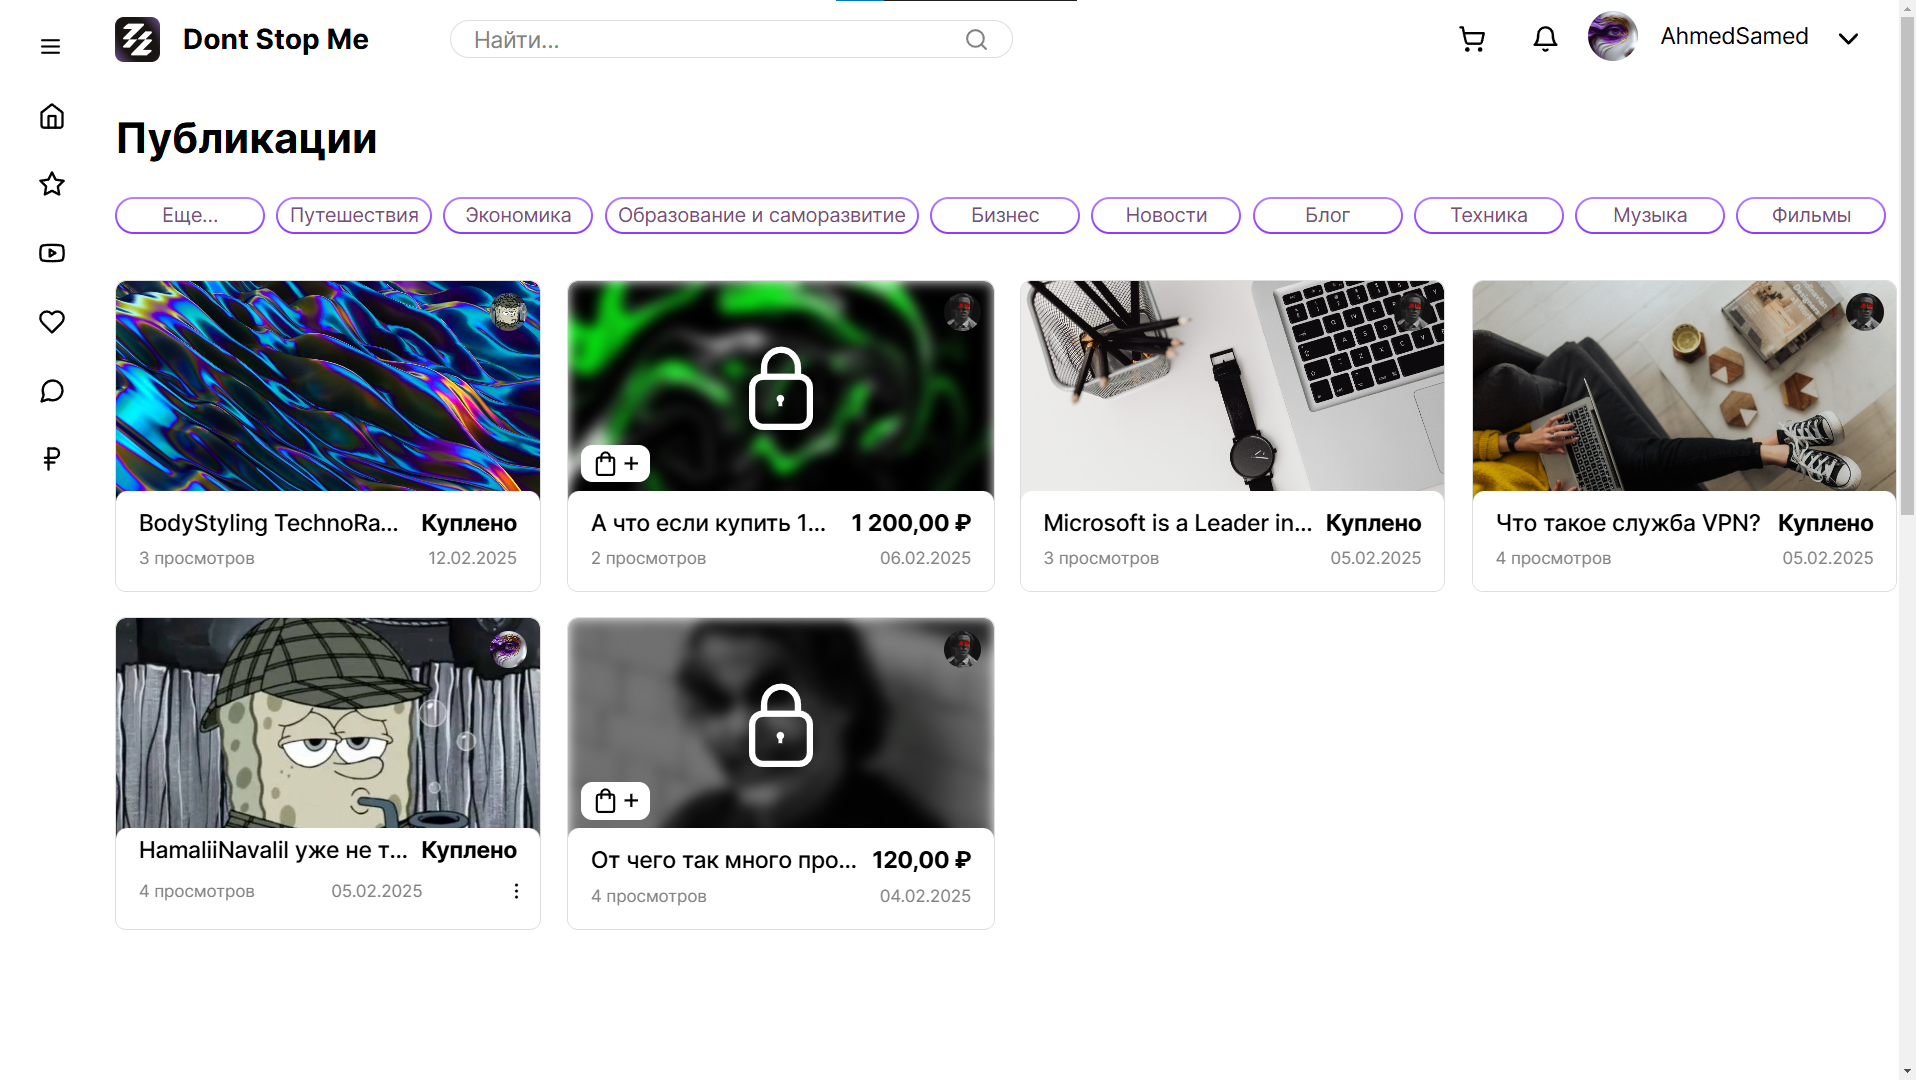 Dont Stop Me
Найти...
AhmedSamed
Публикации
Еще...
Путешествия
Экономика
Образование и саморазвитие
Бизнес
Новости
Блог
Техника
Музыка
Фильмы
BodyStyling TechnoRa... Куплено
3 просмотров 12.02.2025
А что если купить 1... 1 200,00 ₽
2 просмотров 06.02.2025
Microsoft is a Leader in... Куплено
3 просмотров 05.02.2025
Что такое служба VPN? Куплено
4 просмотров 05.02.2025
HamaliiNavalil уже не т... Куплено
4 просмотров 05.02.2025
От чего так много про... 120,00 ₽
4 просмотров 04.02.2025